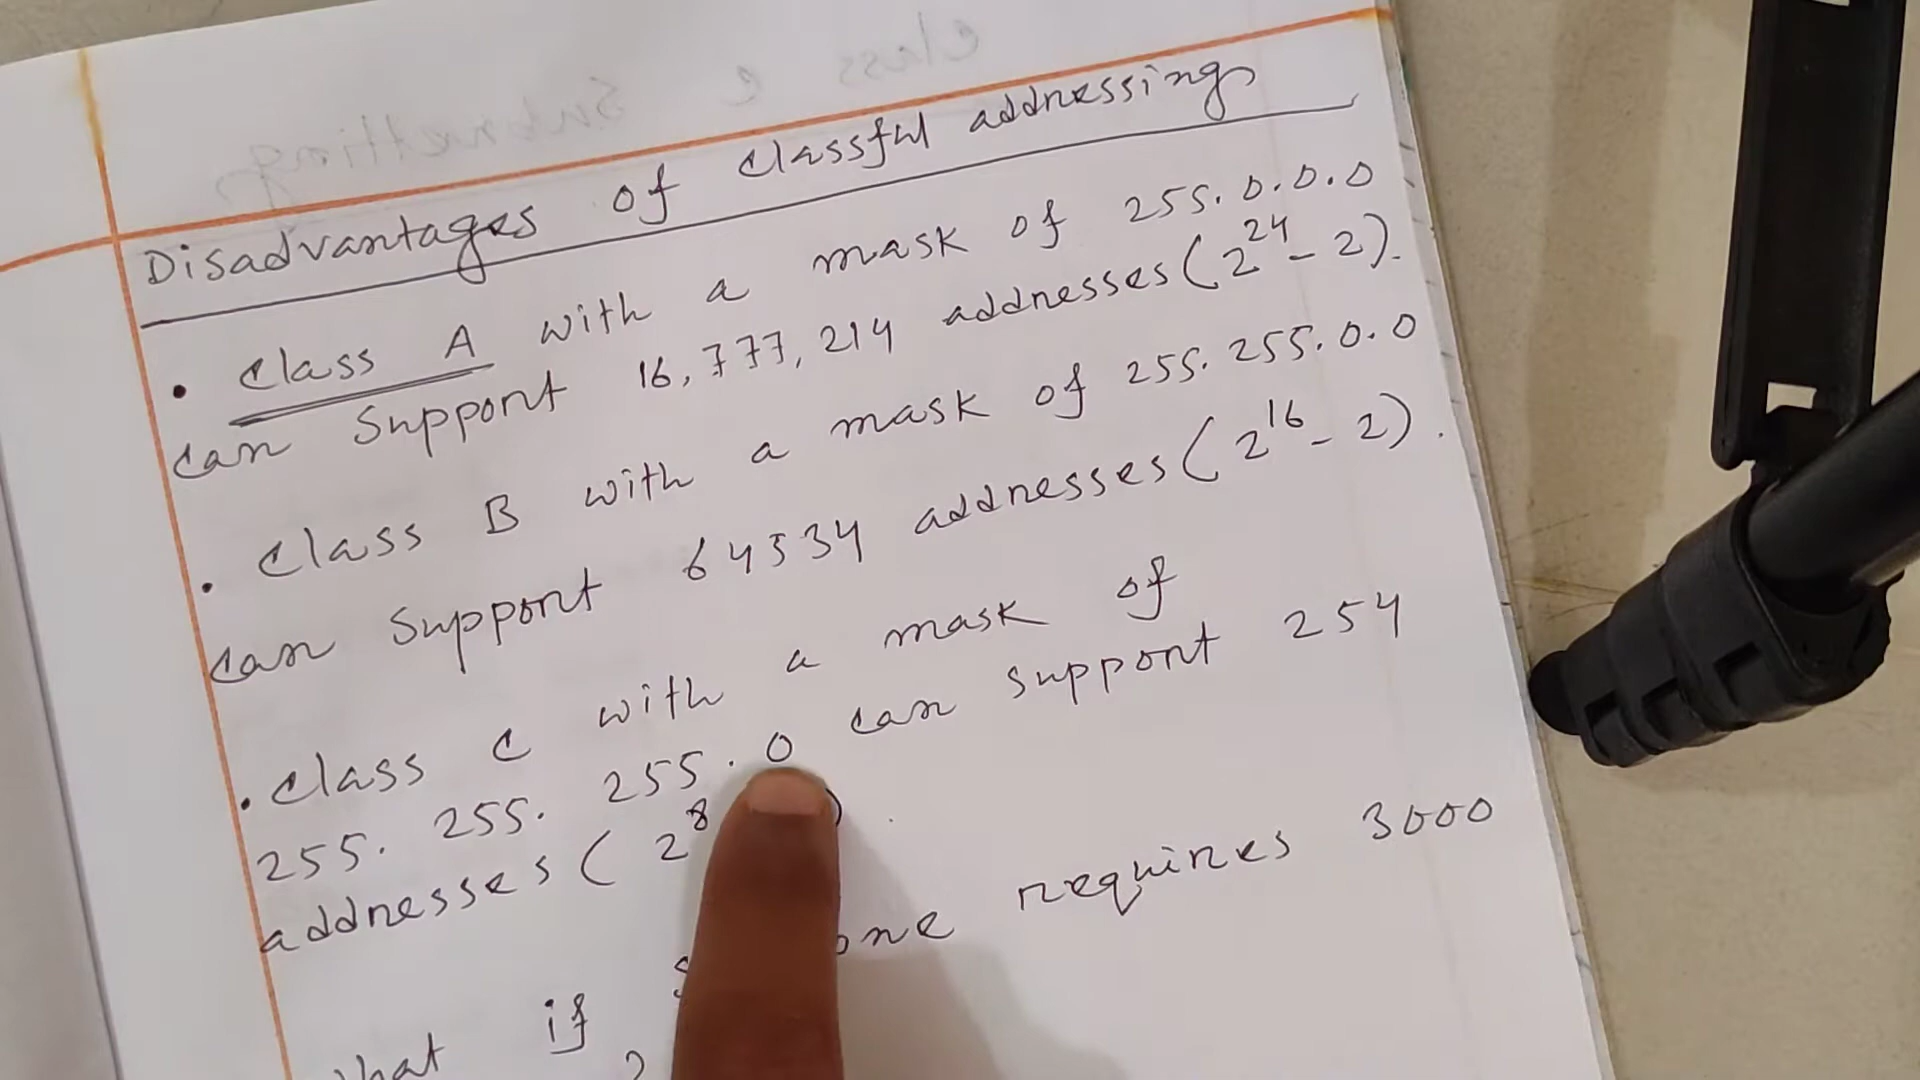 Disadvantages of classful addressing
• Class A with a mask of 255.0.0.0
can support 16,777,214 addresses (2^24 - 2).
• Class B with a mask of 255.255.0.0
can support 64534 addresses (2^16 - 2).
• Class C with a mask of
255. 255. 255.0 can support 254
addresses ( 2^8 ) .
if one requires 3000